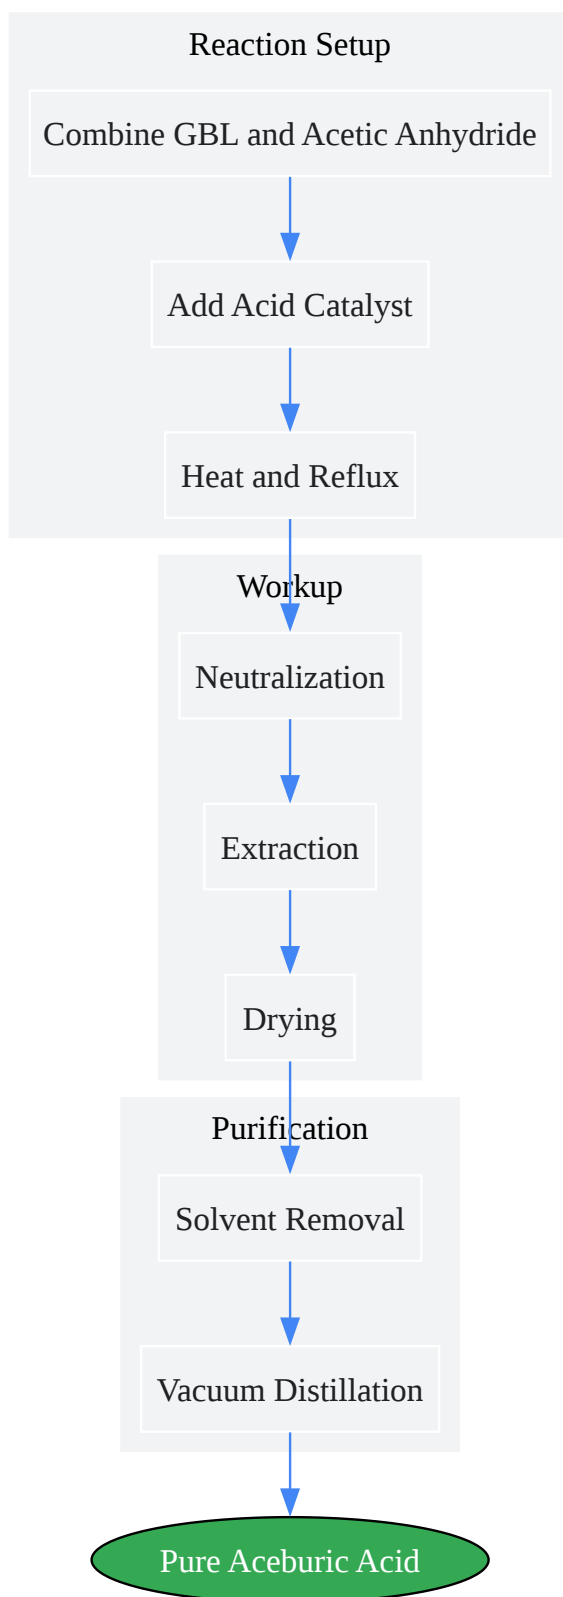 Reaction Setup
Combine GBL and Acetic Anhydride
Add Acid Catalyst
Heat and Reflux
Workup
Neutralization
Extraction
Drying
Purification
Solvent Removal
Vacuum Distillation
Pure Aceburic Acid